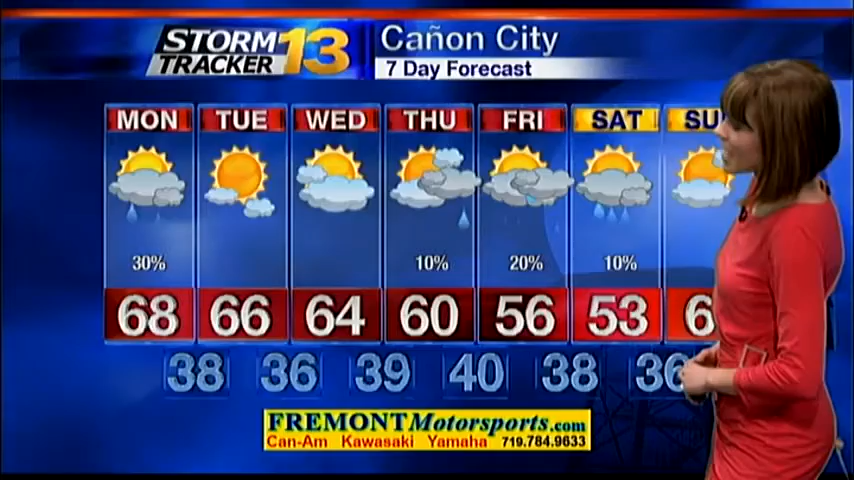 STORM TRACKER 13
Cañon City
7 Day Forecast
MON TUE WED THU FRI SAT
30% 10% 20% 10%
68 66 64 60 56 53
38 36 39 40 38 36
FREMONTMotorsports.com
Can-Am Kawasaki Yamaha 719.784.9633